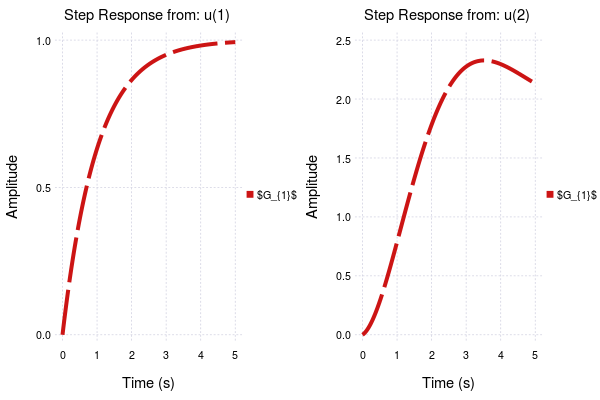 Step Response from: u(1)
Amplitude
1.0
0.5
0.0
0 1 2 3 4 5
Time (s)
$G_{1}$
Step Response from: u(2)
Amplitude
2.5
2.0
1.5
1.0
0.5
0.0
0 1 2 3 4 5
Time (s)
$G_{1}$